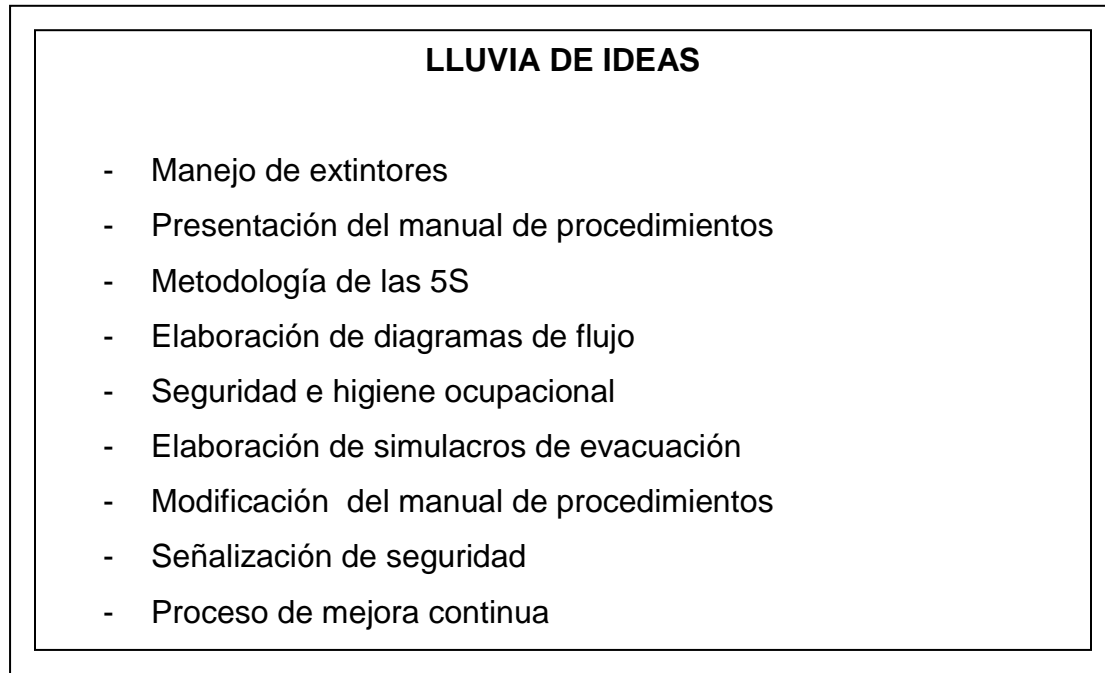 LLUVIA DE IDEAS
- Manejo de extintores
- Presentación del manual de procedimientos
- Metodología de las 5S
- Elaboración de diagramas de flujo
- Seguridad e higiene ocupacional
- Elaboración de simulacros de evacuación
- Modificación  del manual de procedimientos
- Señalización de seguridad
- Proceso de mejora continua